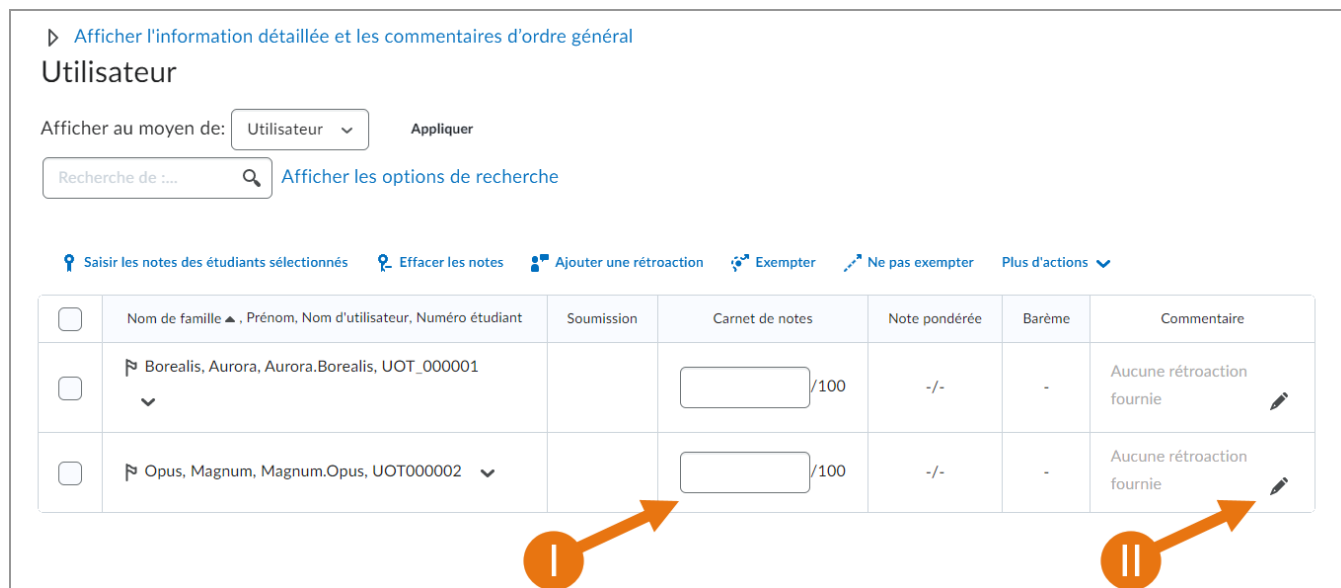 Afficher l'information détaillée et les commentaires d’ordre général
Utilisateur
Afficher au moyen de: Utilisateur Appliquer
Recherche de :... Afficher les options de recherche
Saisir les notes des étudiants sélectionnés Effacer les notes Ajouter une rétroaction Exempter Ne pas exempter Plus d'actions
Nom de famille , Prénom, Nom d'utilisateur, Numéro étudiant Soumission Carnet de notes Note pondérée Barème Commentaire
Borealis, Aurora, Aurora.Borealis, UOT_000001 /100 -/- - Aucune rétroaction
fournie
Opus, Magnum, Magnum.Opus, UOT000002 /100 -/- - Aucune rétroaction
fournie
I II